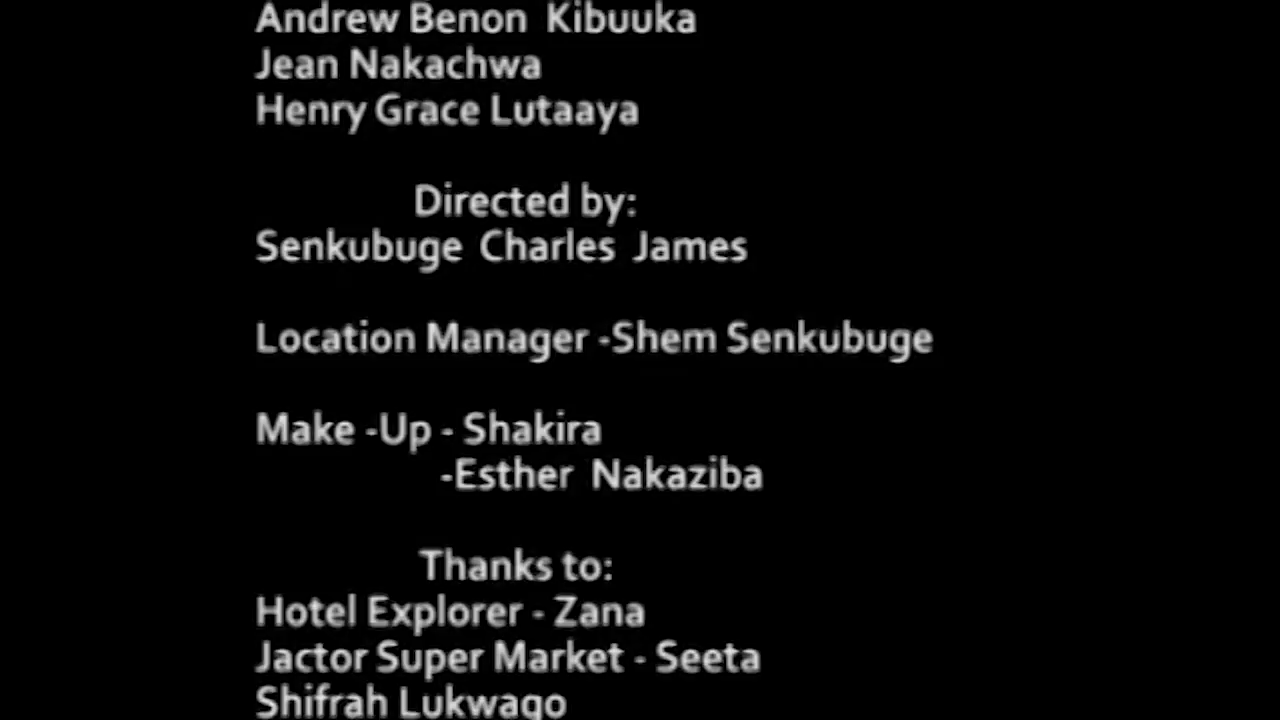 Andrew Benon Kibuuka
Jean Nakachwa
Henry Grace Lutaaya
Directed by:
Senkubuge Charles James
Location Manager -Shem Senkubuge
Make -Up - Shakira
-Esther Nakaziba
Thanks to:
Hotel Explorer - Zana
Jactor Super Market - Seeta
Shifrah Lukwago